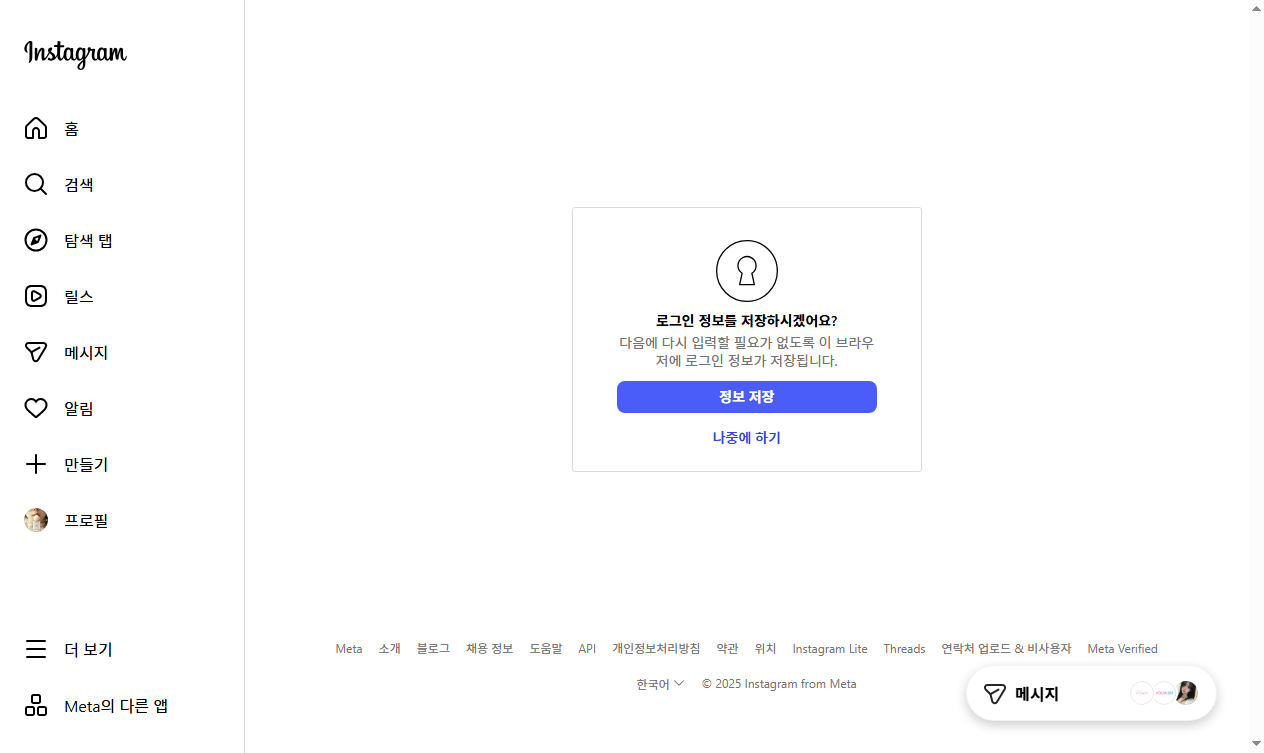 Instagram
홈
검색
탐색 탭
릴스
메시지
알림
만들기
프로필
더 보기
Meta의 다른 앱
로그인 정보를 저장하시겠어요?
다음에 다시 입력할 필요가 없도록 이 브라우
저에 로그인 정보가 저장됩니다.
정보 저장
나중에 하기
Meta 소개 블로그 채용 정보 도움말 API 개인정보처리방침 약관 위치 Instagram Lite Threads 연락처 업로드 & 비사용자 Meta Verified
한국어 © 2025 Instagram from Meta
메시지